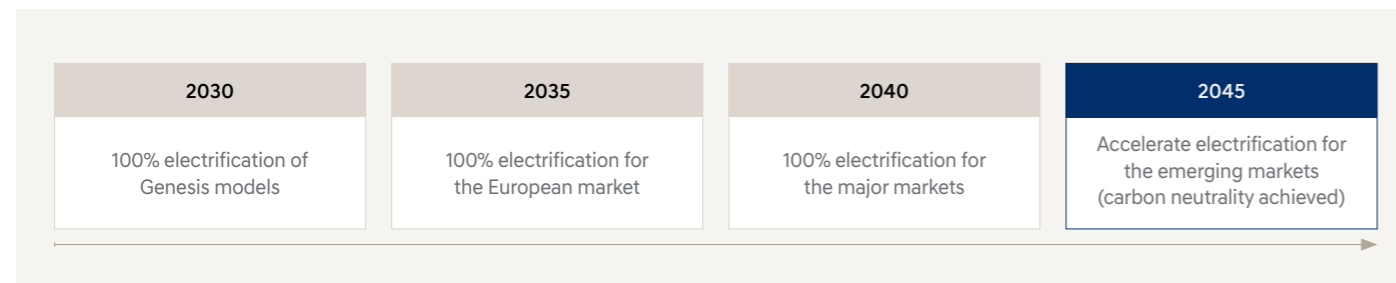 2030
100% electrification of
Genesis models
2035
100% electrification for
the European market
2040
100% electrification for
the major markets
2045
Accelerate electrification for
the emerging markets
(carbon neutrality achieved)